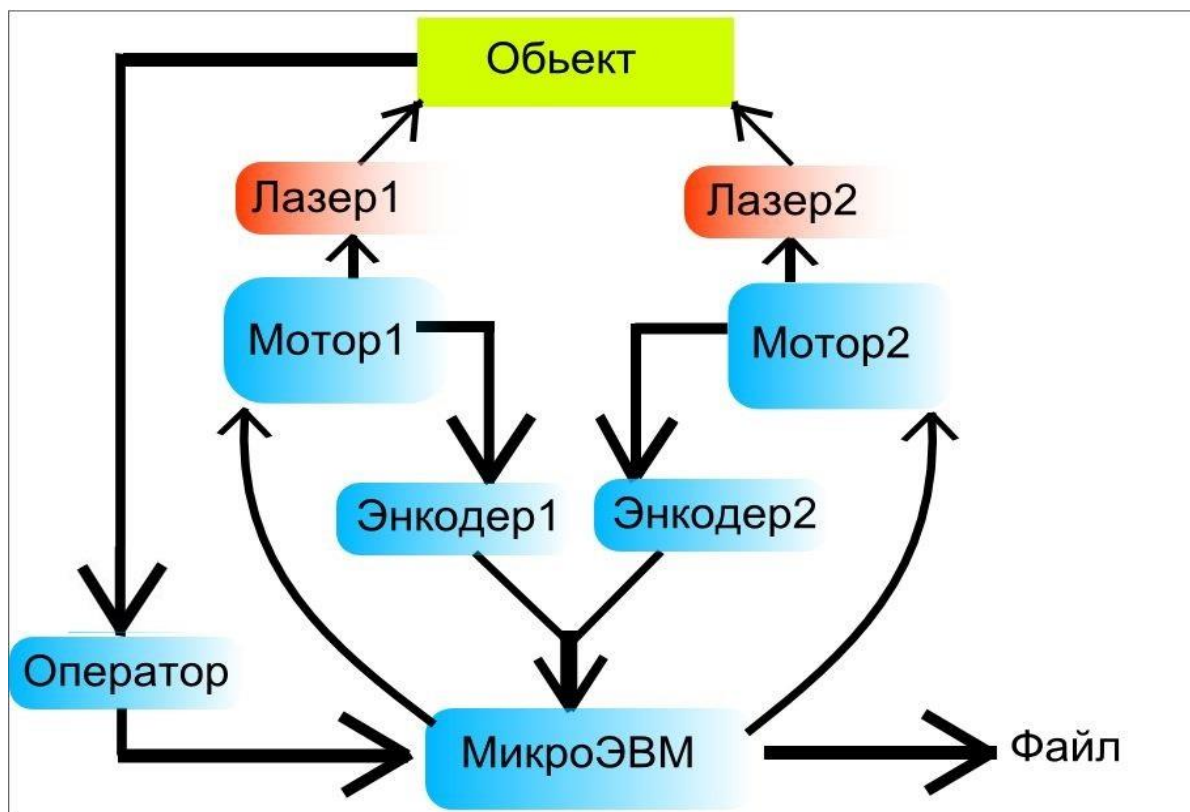 Обьект
Лазер1
Лазер2
Мотор1
Мотор2
Энкодер1
Энкодер2
Оператор
МикроЭВМ
Файл